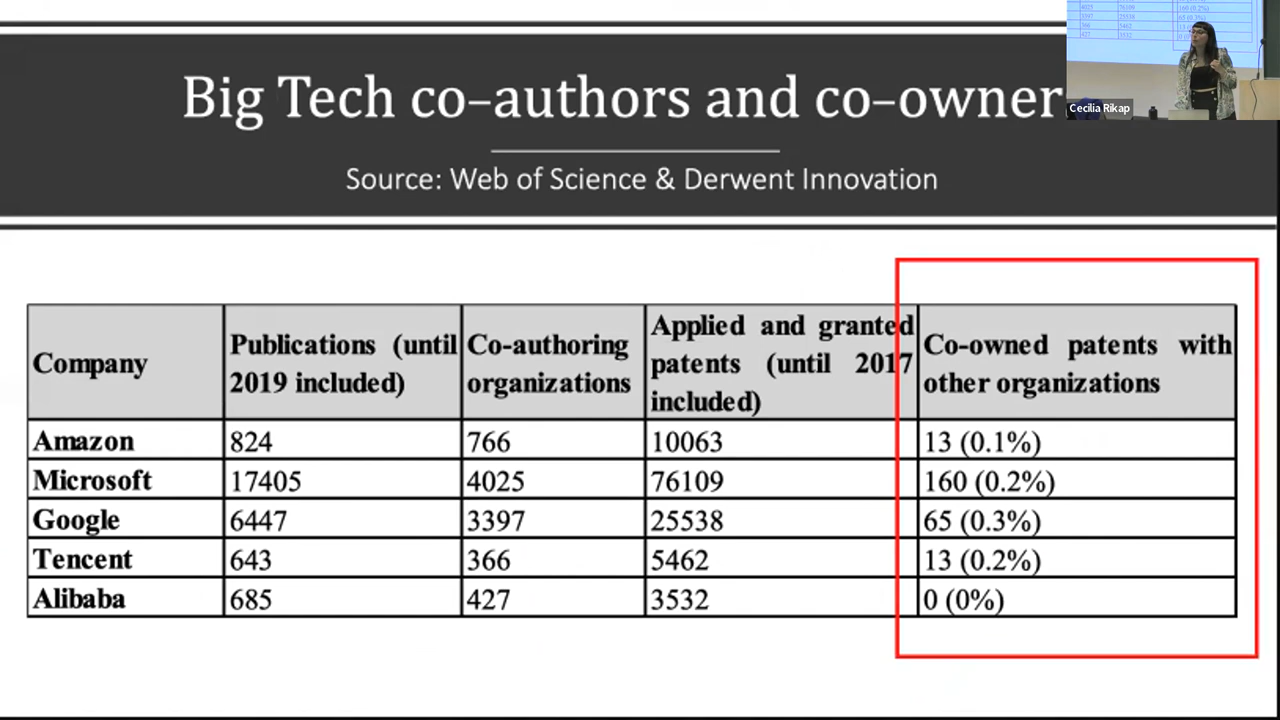 Big Tech co-authors and co-owner
Source: Web of Science & Derwent Innovation
Cecilia Rikap
Company
Publications (until
2019 included)
Co-authoring
organizations
Applied and granted
patents (until 2017
included)
Co-owned patents with
other organizations
Amazon 824 766 10063 13 (0.1%)
Microsoft 17405 4025 76109 160 (0.2%)
Google 6447 3397 25538 65 (0.3%)
Tencent 643 366 5462 13 (0.2%)
Alibaba 685 427 3532 0 (0%)